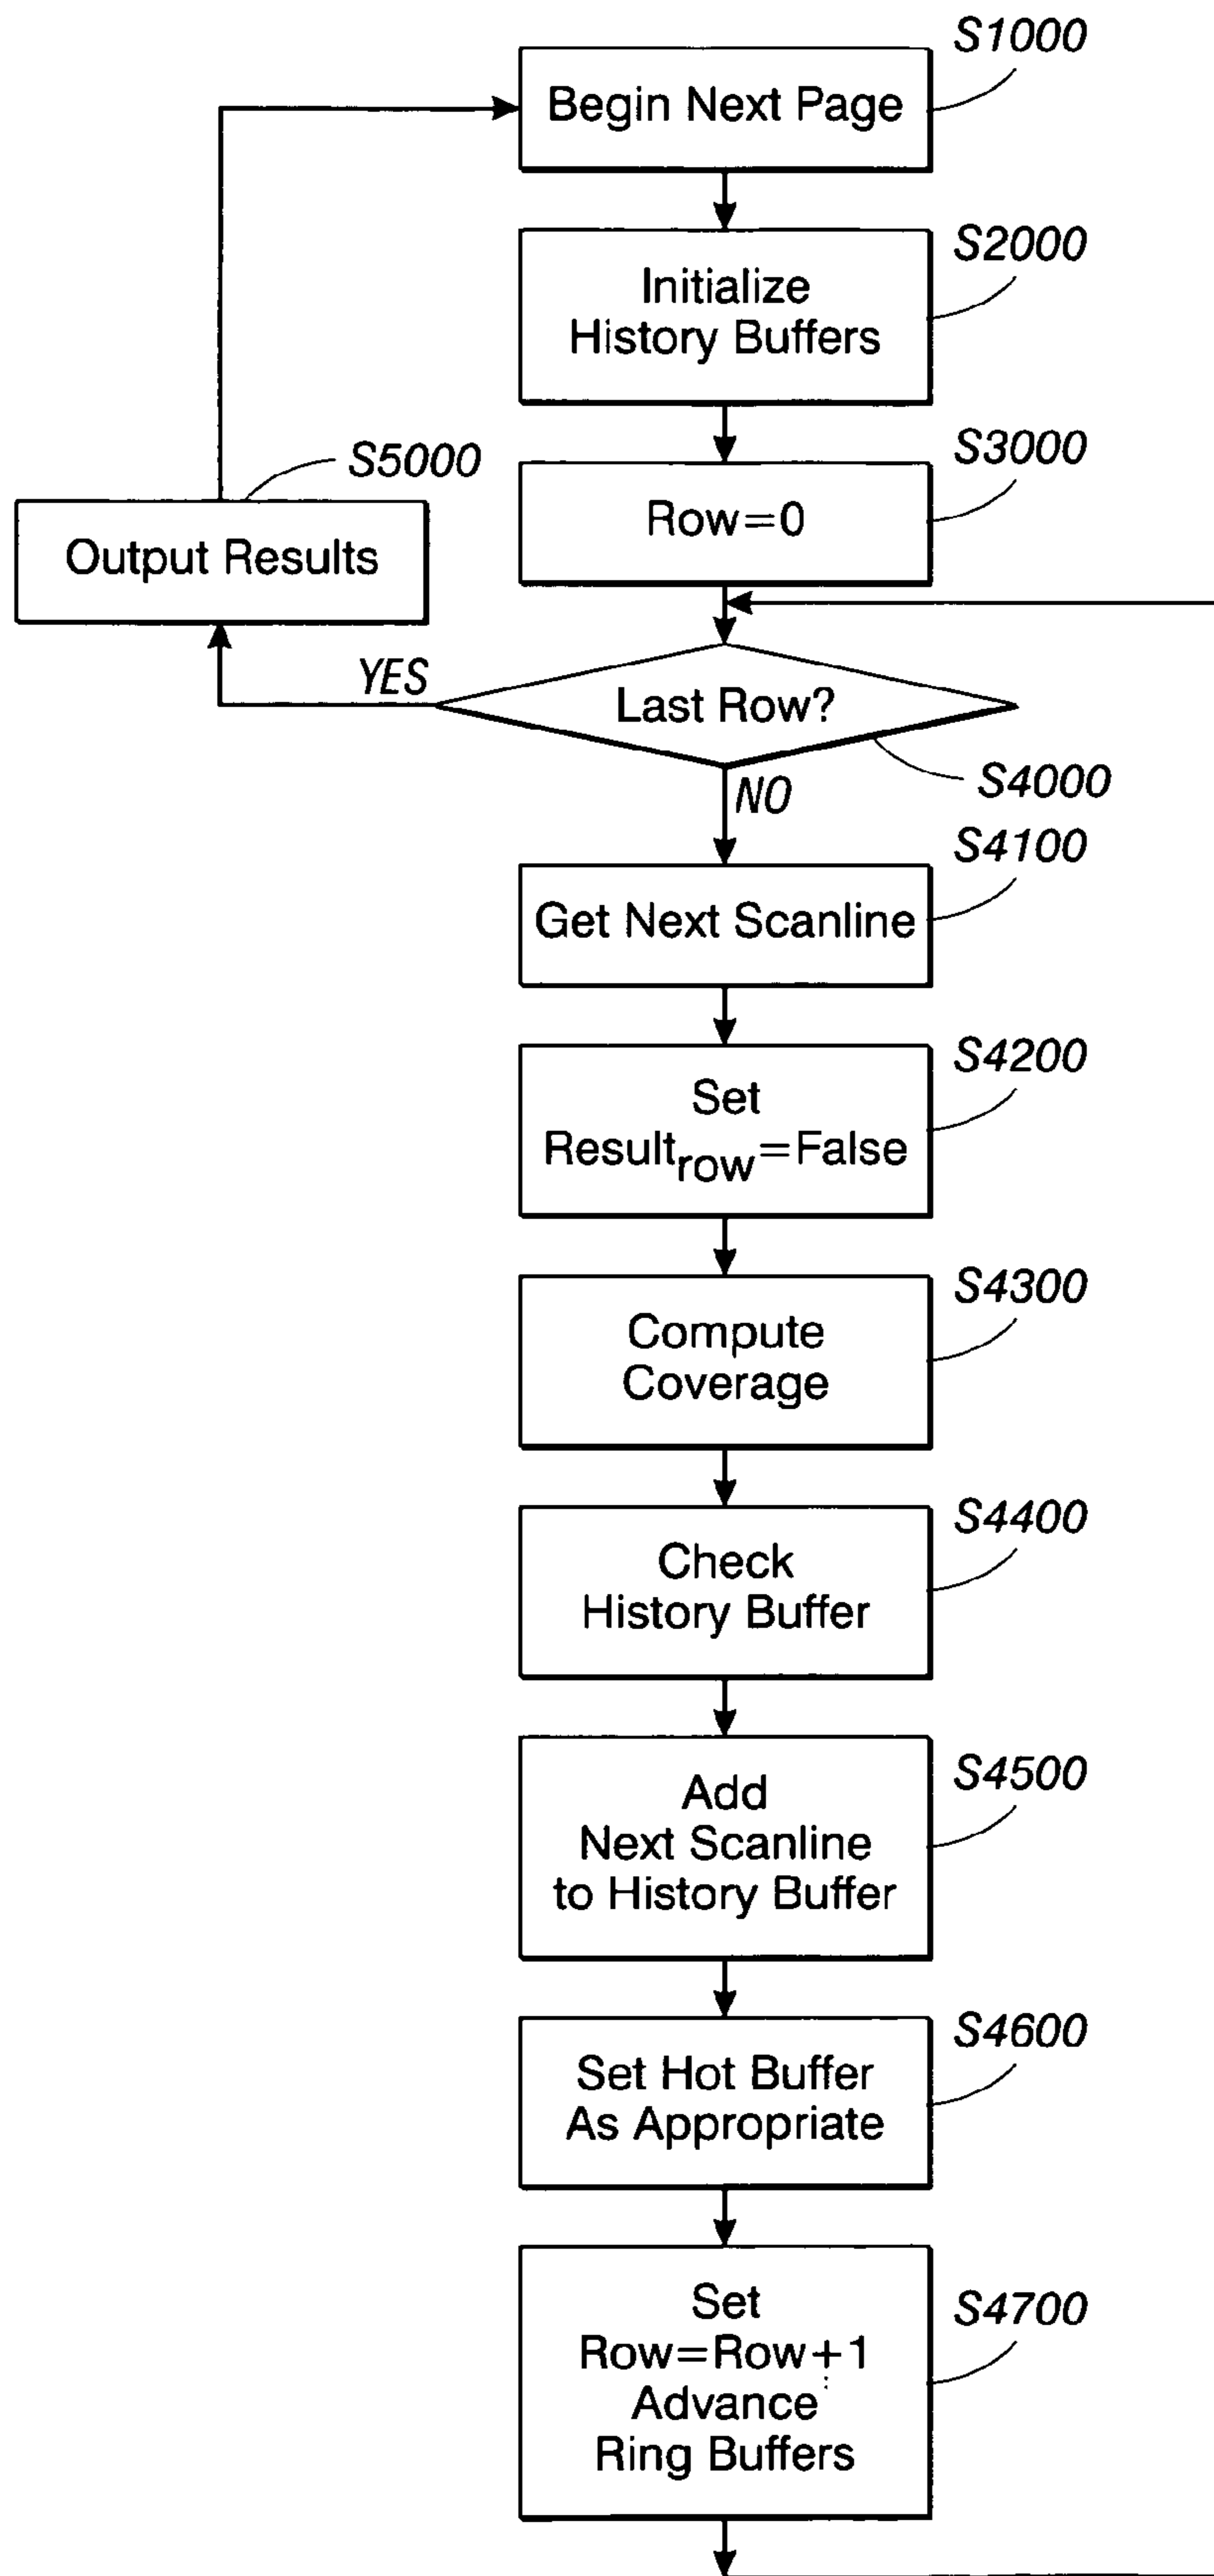 S1000
Begin Next Page
S2000
Initialize
History Buffers
S3000
Row=0
S5000
Output Results
YES
Last Row?
S4000
NO
S4100
Get Next Scanline
S4200
Set
Resultrow=False
S4300
Compute
Coverage
S4400
Check
History Buffer
S4500
Add
Next Scanline
to History Buffer
S4600
Set Hot Buffer
As Appropriate
S4700
Set
Row=Row+1
Advance
Ring Buffers